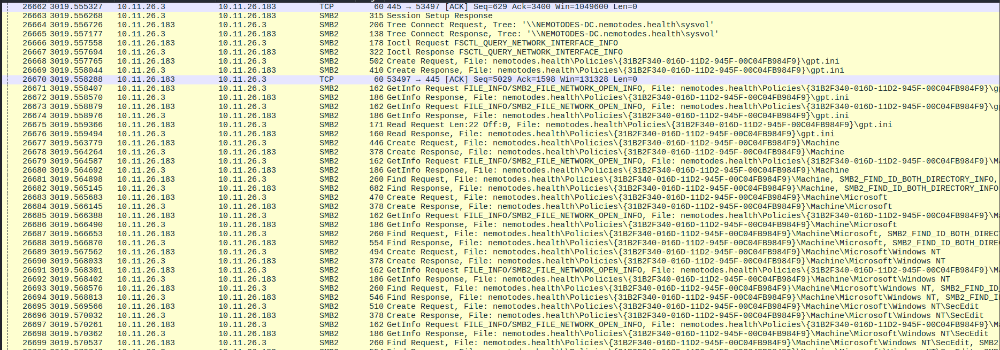 26662 3019.555327 10.11.26.3 10.11.26.183 TCP 60 445 → 53497 [ACK] Seq=629 Ack=3400 Win=1049600 Len=0
26663 3019.556268 10.11.26.3 10.11.26.183 SMB2 315 Session Setup Response
26664 3019.556726 10.11.26.183 10.11.26.3 SMB2 206 Tree Connect Request, Tree: '\\NEMOTODES-DC.nemotodes.health\sysvol'
26665 3019.557177 10.11.26.3 10.11.26.183 SMB2 138 Tree Connect Response, Tree: '\\NEMOTODES-DC.nemotodes.health\sysvol'
26666 3019.557558 10.11.26.183 10.11.26.3 SMB2 178 Ioctl Request FSCTL_QUERY_NETWORK_INTERFACE_INFO
26667 3019.557694 10.11.26.3 10.11.26.183 SMB2 322 Ioctl Response FSCTL_QUERY_NETWORK_INTERFACE_INFO
26668 3019.557765 10.11.26.183 10.11.26.3 SMB2 502 Create Request, File: nemotodes.health\Policies\{31B2F340-016D-11D2-945F-00C04FB984F9}\gpt.ini
26669 3019.558044 10.11.26.3 10.11.26.183 SMB2 410 Create Response, File: nemotodes.health\Policies\{31B2F340-016D-11D2-945F-00C04FB984F9}\gpt.ini
26670 3019.558288 10.11.26.183 10.11.26.3 TCP 60 53497 → 445 [ACK] Seq=5029 Ack=1598 Win=131328 Len=0
26671 3019.558407 10.11.26.183 10.11.26.3 SMB2 162 GetInfo Request FILE_INFO/SMB2_FILE_NETWORK_OPEN_INFO, File: nemotodes.health\Policies\{31B2F340-016D-11D2-945F-00C04FB984F9}\gp
26672 3019.558570 10.11.26.3 10.11.26.183 SMB2 186 GetInfo Response, File: nemotodes.health\Policies\{31B2F340-016D-11D2-945F-00C04FB984F9}\gpt.ini
26673 3019.558879 10.11.26.183 10.11.26.3 SMB2 162 GetInfo Request FILE_INFO/SMB2_FILE_NETWORK_OPEN_INFO, File: nemotodes.health\Policies\{31B2F340-016D-11D2-945F-00C04FB984F9}\gp
26674 3019.558976 10.11.26.3 10.11.26.183 SMB2 186 GetInfo Response, File: nemotodes.health\Policies\{31B2F340-016D-11D2-945F-00C04FB984F9}\gpt.ini
26675 3019.559366 10.11.26.183 10.11.26.3 SMB2 171 Read Request Len:22 Off:0, File: nemotodes.health\Policies\{31B2F340-016D-11D2-945F-00C04FB984F9}\gpt.ini
26676 3019.559494 10.11.26.3 10.11.26.183 SMB2 160 Read Response, File: nemotodes.health\Policies\{31B2F340-016D-11D2-945F-00C04FB984F9}\gpt.ini
26677 3019.563779 10.11.26.183 10.11.26.3 SMB2 446 Create Request, File: nemotodes.health\Policies\{31B2F340-016D-11D2-945F-00C04FB984F9}\Machine
26678 3019.564264 10.11.26.3 10.11.26.183 SMB2 378 Create Response, File: nemotodes.health\Policies\{31B2F340-016D-11D2-945F-00C04FB984F9}\Machine
26679 3019.564587 10.11.26.183 10.11.26.3 SMB2 162 GetInfo Request FILE_INFO/SMB2_FILE_NETWORK_OPEN_INFO, File: nemotodes.health\Policies\{31B2F340-016D-11D2-945F-00C04FB984F9}\Ma
26680 3019.564692 10.11.26.3 10.11.26.183 SMB2 186 GetInfo Response, File: nemotodes.health\Policies\{31B2F340-016D-11D2-945F-00C04FB984F9}\Machine
26681 3019.564898 10.11.26.183 10.11.26.3 SMB2 260 Find Request, File: nemotodes.health\Policies\{31B2F340-016D-11D2-945F-00C04FB984F9}\Machine, SMB2_FIND_ID_BOTH_DIRECTORY_INFO,
26682 3019.565145 10.11.26.3 10.11.26.183 SMB2 682 Find Response, File: nemotodes.health\Policies\{31B2F340-016D-11D2-945F-00C04FB984F9}\Machine, SMB2_FIND_ID_BOTH_DIRECTORY_INFO
26683 3019.565683 10.11.26.183 10.11.26.3 SMB2 470 Create Request, File: nemotodes.health\Policies\{31B2F340-016D-11D2-945F-00C04FB984F9}\Machine\Microsoft
26684 3019.566145 10.11.26.3 10.11.26.183 SMB2 378 Create Response, File: nemotodes.health\Policies\{31B2F340-016D-11D2-945F-00C04FB984F9}\Machine\Microsoft
26685 3019.566388 10.11.26.183 10.11.26.3 SMB2 162 GetInfo Request FILE_INFO/SMB2_FILE_NETWORK_OPEN_INFO, File: nemotodes.health\Policies\{31B2F340-016D-11D2-945F-00C04FB984F9}\Ma
26686 3019.566490 10.11.26.3 10.11.26.183 SMB2 186 GetInfo Response, File: nemotodes.health\Policies\{31B2F340-016D-11D2-945F-00C04FB984F9}\Machine\Microsoft
26687 3019.566653 10.11.26.183 10.11.26.3 SMB2 260 Find Request, File: nemotodes.health\Policies\{31B2F340-016D-11D2-945F-00C04FB984F9}\Machine\Microsoft, SMB2_FIND_ID_BOTH_DIRECT
26688 3019.566870 10.11.26.3 10.11.26.183 SMB2 554 Find Response, File: nemotodes.health\Policies\{31B2F340-016D-11D2-945F-00C04FB984F9}\Machine\Microsoft, SMB2_FIND_ID_BOTH_DIREC
26689 3019.567562 10.11.26.183 10.11.26.3 SMB2 494 Create Request, File: nemotodes.health\Policies\{31B2F340-016D-11D2-945F-00C04FB984F9}\Machine\Microsoft\Windows NT
26690 3019.568033 10.11.26.3 10.11.26.183 SMB2 378 Create Response, File: nemotodes.health\Policies\{31B2F340-016D-11D2-945F-00C04FB984F9}\Machine\Microsoft\Windows NT
26691 3019.568301 10.11.26.183 10.11.26.3 SMB2 162 GetInfo Request FILE_INFO/SMB2_FILE_NETWORK_OPEN_INFO, File: nemotodes.health\Policies\{31B2F340-016D-11D2-945F-00C04FB984F9}\Ma
26692 3019.568402 10.11.26.3 10.11.26.183 SMB2 186 GetInfo Response, File: nemotodes.health\Policies\{31B2F340-016D-11D2-945F-00C04FB984F9}\Machine\Microsoft\Windows NT
26693 3019.568576 10.11.26.183 10.11.26.3 SMB2 260 Find Request, File: nemotodes.health\Policies\{31B2F340-016D-11D2-945F-00C04FB984F9}\Machine\Microsoft\Windows NT, SMB2_FIND_ID_
26694 3019.568813 10.11.26.3 10.11.26.183 SMB2 546 Find Response, File: nemotodes.health\Policies\{31B2F340-016D-11D2-945F-00C04FB984F9}\Machine\Microsoft\Windows NT, SMB2_FIND_I
26695 3019.569566 10.11.26.183 10.11.26.3 SMB2 510 Create Request, File: nemotodes.health\Policies\{31B2F340-016D-11D2-945F-00C04FB984F9}\Machine\Microsoft\Windows NT\SecEdit
26696 3019.570032 10.11.26.3 10.11.26.183 SMB2 378 Create Response, File: nemotodes.health\Policies\{31B2F340-016D-11D2-945F-00C04FB984F9}\Machine\Microsoft\Windows NT\SecEdit
26697 3019.570261 10.11.26.183 10.11.26.3 SMB2 162 GetInfo Request FILE_INFO/SMB2_FILE_NETWORK_OPEN_INFO, File: nemotodes.health\Policies\{31B2F340-016D-11D2-945F-00C04FB984F9}\Ma
26698 3019.570362 10.11.26.3 10.11.26.183 SMB2 186 GetInfo Response, File: nemotodes.health\Policies\{31B2F340-016D-11D2-945F-00C04FB984F9}\Machine\Microsoft\Windows NT\SecEdit
26699 3019.570537 10.11.26.183 10.11.26.3 SMB2 260 Find Request, File: nemotodes.health\Policies\{31B2F340-016D-11D2-945F-00C04FB984F9}\Machine\Microsoft\Windows NT\SecEdit, SMB2